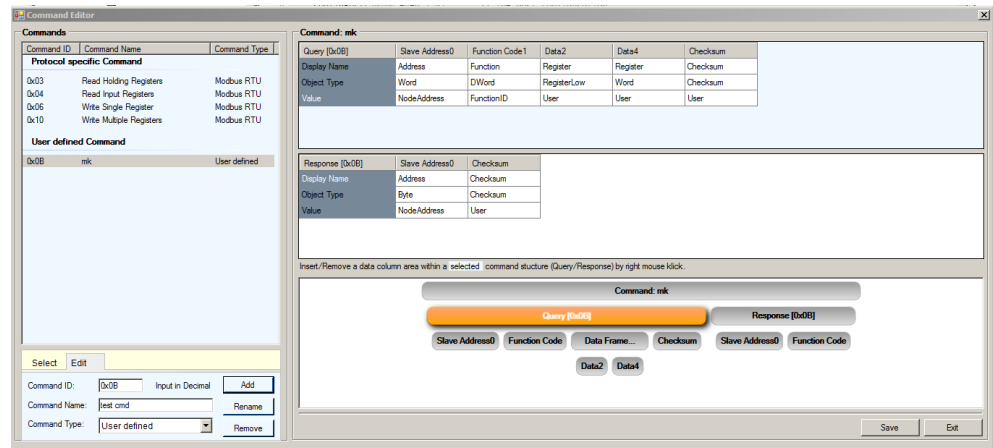 Command Editor
Commands
Command ID Command Name Command Type
Protocol specific Command
0x03 Read Holding Registers Modbus RTU
0x04 Read Input Registers Modbus RTU
0x06 Write Single Register Modbus RTU
0x10 Write Multiple Registers Modbus RTU
User defined Command
0x0B mk User defined
Select Edit
Command ID: 0x0B Input in Decimal Add
Command Name: test cmd Rename
Command Type: User defined Remove
Command: mk
Query [0x0B] Slave Address0 Function Code1 Data2 Data4 Checksum
Display Name Address Function Register Register Checksum
Object Type Word DWord RegisterLow Word Checksum
Value NodeAddress FunctionID User User User
Response [0x0B] Slave Address0 Checksum
Display Name Address Checksum
Object Type Byte Checksum
Value NodeAddress User
Insert/Remove a data column area within a selected command stucture (Query/Response) by right mouse klick.
Command: mk
Query [0x0B] Response [0x0B]
Slave Address0 Function Code Data Frame... Checksum Slave Address0 Function Code
Data2 Data4
Save Exit